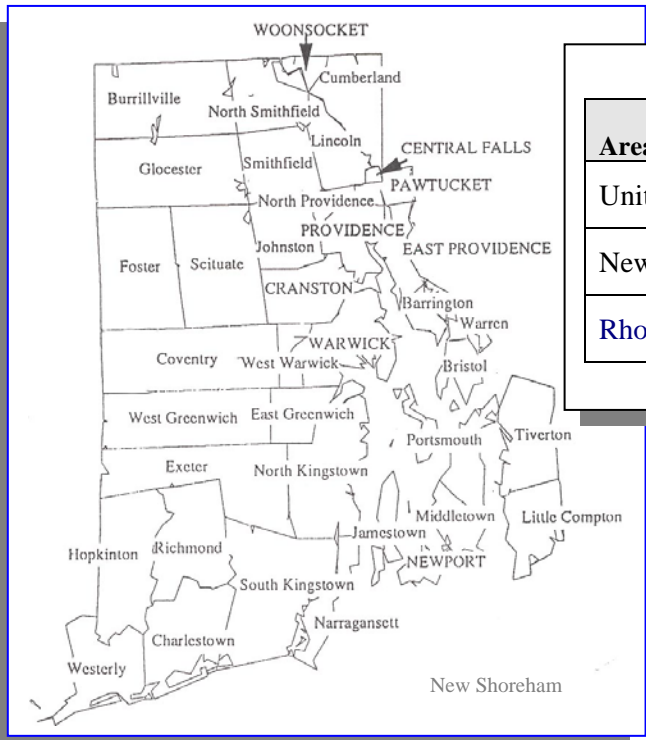 WOONSOCKET
Cumberland
Burrillville
North Smithfield
Lincoln
CENTRAL FALLS
Smithfield
Glocester
PAWTUCKET
North Providence
PROVIDENCE
Johnston
EAST PROVIDENCE
Foster
Scituate
CRANSTON
Barrington
Warren
WARWICK
Coventry
West Warwick
Bristol
West Greenwich
East Greenwich
Portsmouth
Tiverton
Exeter
North Kingstown
Middletown
Little Compton
Jamestown
Hopkinton
Richmond
NEWPORT
South Kingstown
Narragansett
Charlestown
Westerly
New Shoreham
Area
Unit
New
Rho